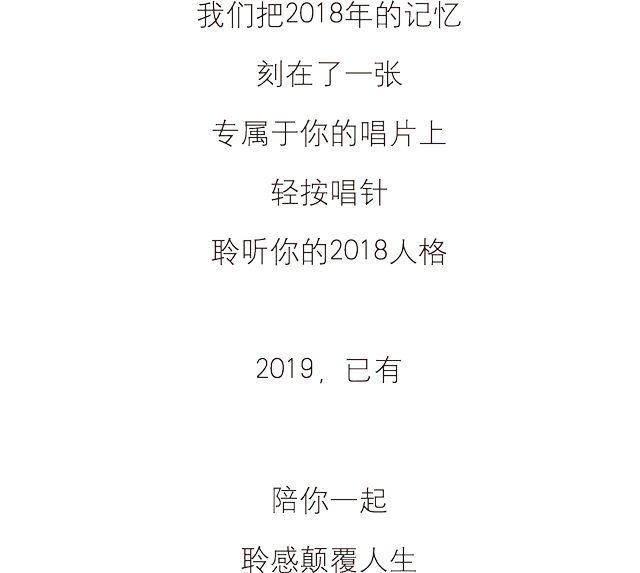 我们把2018年的记忆
刻在了一张
专属于你的唱片上
轻按唱针
聆听你的2018人格
2019，已有
陪你一起
聆感颠覆人生